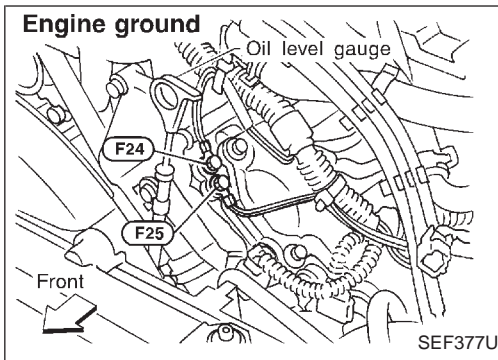 Engine ground
Oil level gauge
F24
F25
Front
SEF377U